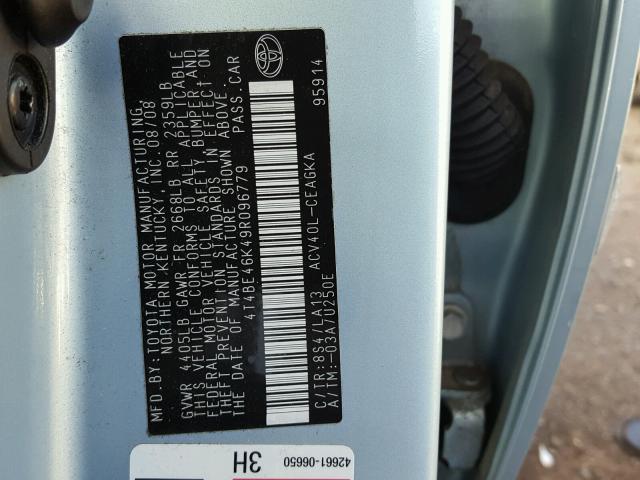 MFD.BY:TOYOTA MOTOR MANUFACTURING,
NORTHERN KENTUCKY, INC. 08/08
GVWR 4405LB GAWR FR 2668LB RR 2359LB
THIS VEHICLE CONFORMS TO ALL APPLICABLE
FEDERAL MOTOR VEHICLE SAFETY,BUMPER,AND
THEFT PREVENTION STANDARDS IN EFFECT ON
THE DATE OF MANUFACTURE SHOWN ABOVE.
4T4BE46K49R096779 PASS.CAR
C/TR:8S4/LA13 ACV40L-CEAGKA
A/TM:-03A/U250E
95914
42661-06650
3H